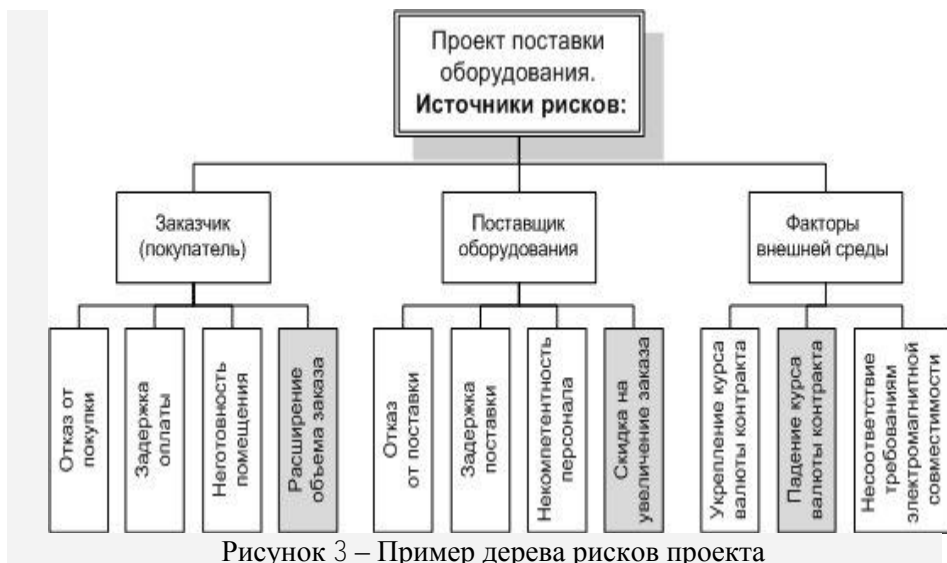 Проект поставки
оборудования.
Источники рисков:
Заказчик
(покупатель)
Поставщик
оборудования
Факторы
внешней среды
Отказ от
покупки
Задержка
оплаты
Неготовность
помещения
Расширение
объема заказа
Отказ
от поставки
Задержка
поставки
Некомпетентность
персонала
Скидка на
увеличение заказа
Укрепление курса
валюты контракта
Падение курса
валюты контракта
Несоответствие
требованиям
электромагнитной
совместимости
Рисунок 3 – Пример дерева рисков проекта